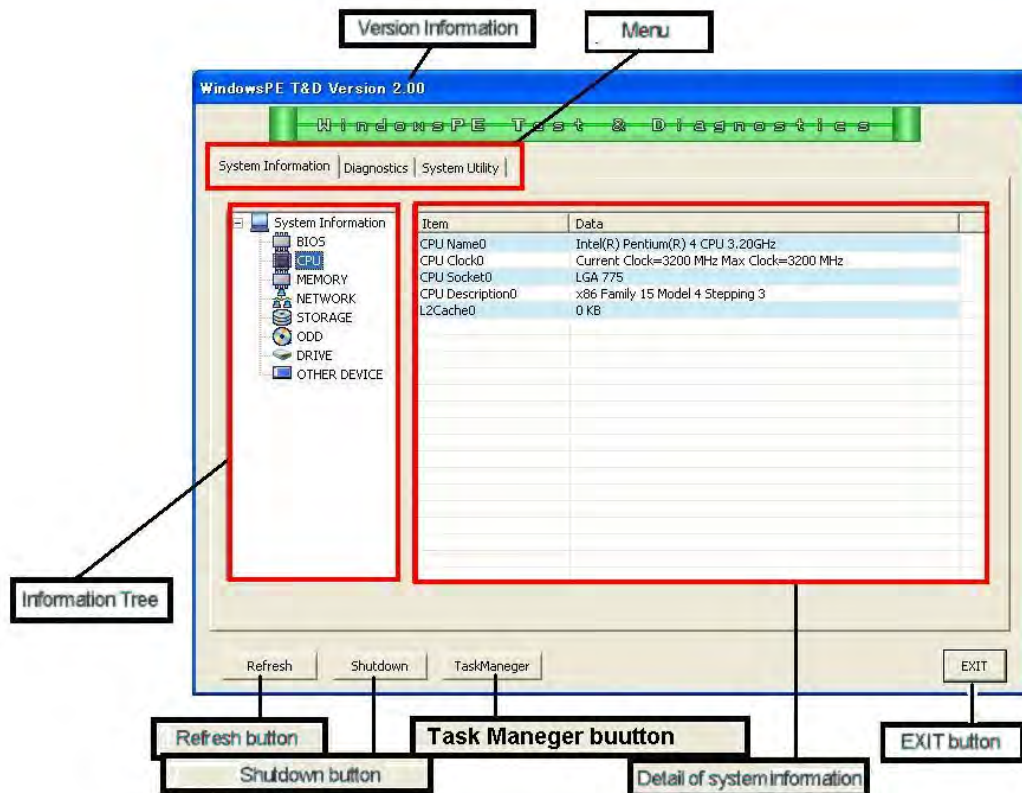 Version Information
Menu
WindowsPE T&D Version 2.00
WindowsPE Test & Diagnostics
System Information
Diagnostics
System Utility
System Information
BIOS
CPU
MEMORY
NETWORK
STORAGE
ODD
DRIVE
OTHER DEVICE
Item Data
CPU Name0 Intel(R) Pentium(R) 4 CPU 3.20GHz
CPU Clock0 Current Clock=3200 MHz Max Clock=3200 MHz
CPU Socket0 LGA 775
CPU Description0 x86 Family 15 Model 4 Stepping 3
L2Cache0 0 KB
Information Tree
Refresh
Shutdown
TaskManeger
EXIT
Refresh button
Task Maneger buutton
EXIT button
Shutdown button
Detail of system information